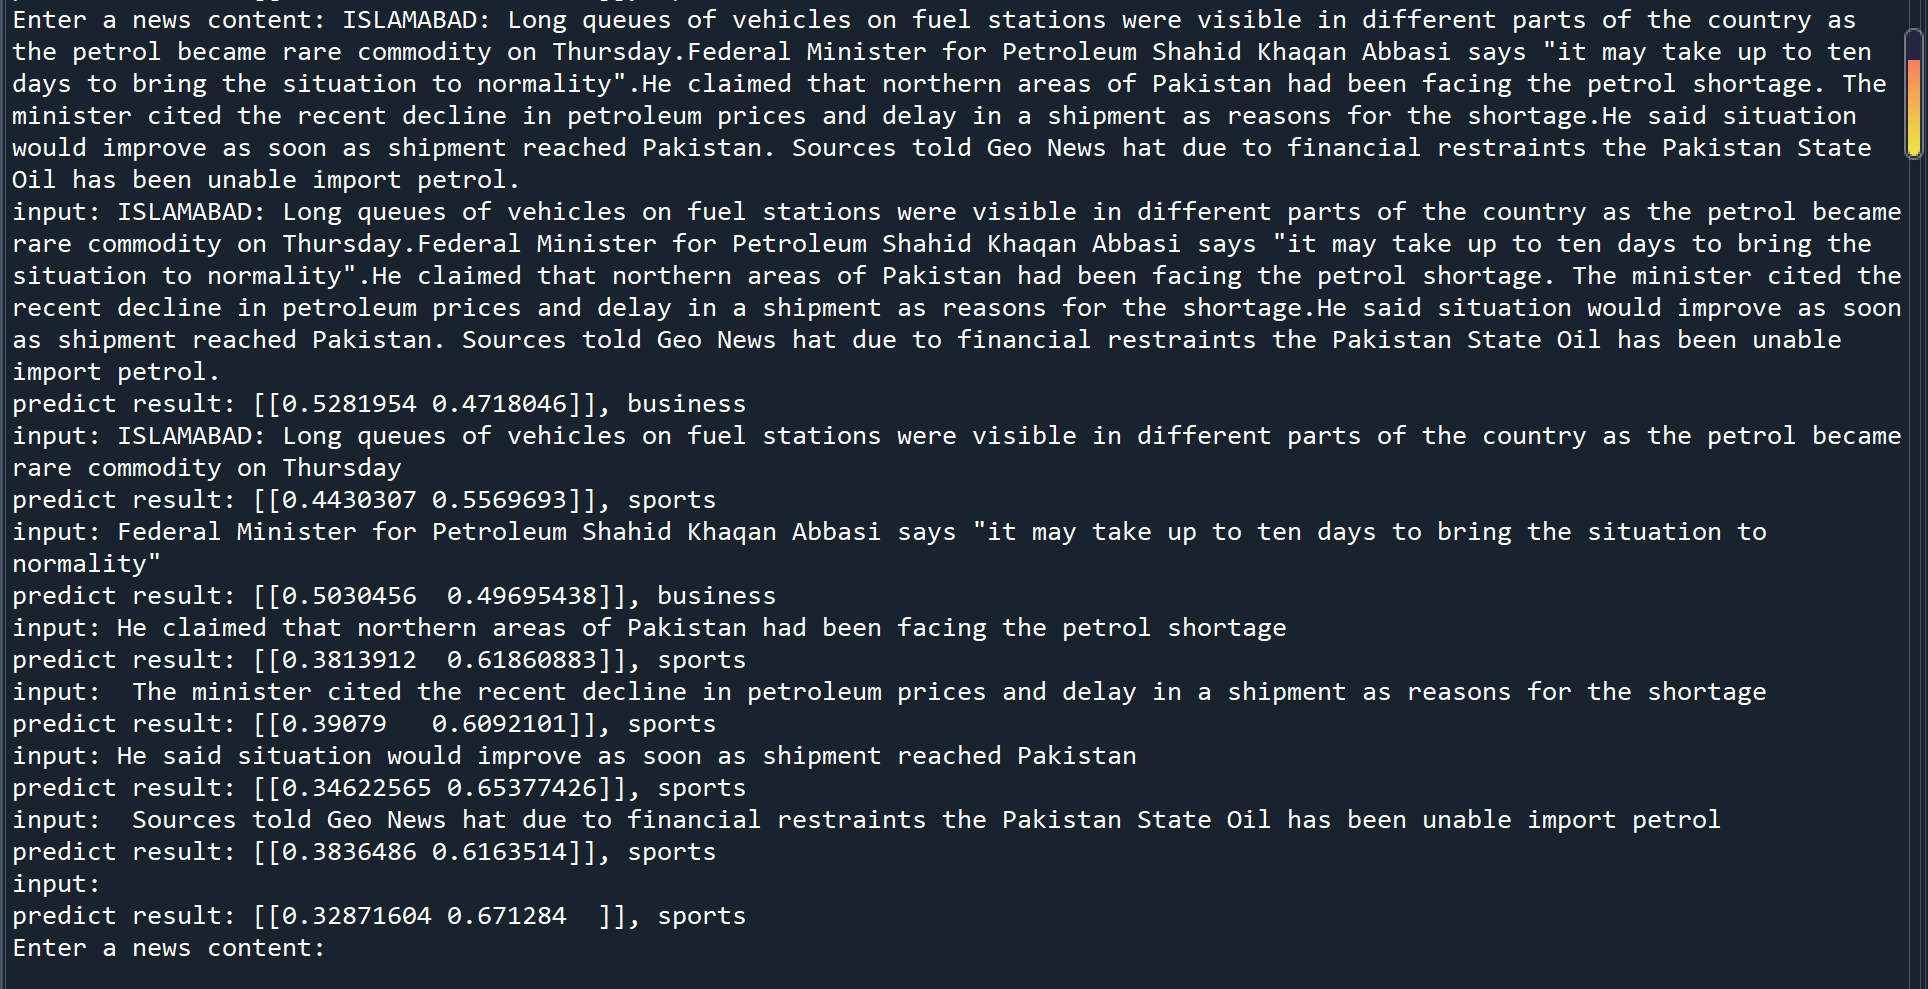 Enter a news content: ISLAMABAD: Long queues of vehicles on fuel stations were visible in different parts of the country as
the petrol became rare commodity on Thursday.Federal Minister for Petroleum Shahid Khaqan Abbasi says "it may take up to ten
days to bring the situation to normality".He claimed that northern areas of Pakistan had been facing the petrol shortage. The
minister cited the recent decline in petroleum prices and delay in a shipment as reasons for the shortage.He said situation
would improve as soon as shipment reached Pakistan. Sources told Geo News hat due to financial restraints the Pakistan State
Oil has been unable import petrol.
input: ISLAMABAD: Long queues of vehicles on fuel stations were visible in different parts of the country as the petrol became
rare commodity on Thursday.Federal Minister for Petroleum Shahid Khaqan Abbasi says "it may take up to ten days to bring the
situation to normality".He claimed that northern areas of Pakistan had been facing the petrol shortage. The minister cited the
recent decline in petroleum prices and delay in a shipment as reasons for the shortage.He said situation would improve as soon
as shipment reached Pakistan. Sources told Geo News hat due to financial restraints the Pakistan State Oil has been unable
import petrol.
predict result: [[0.5281954 0.4718046]], business
input: ISLAMABAD: Long queues of vehicles on fuel stations were visible in different parts of the country as the petrol became
rare commodity on Thursday
predict result: [[0.4430307 0.5569693]], sports
input: Federal Minister for Petroleum Shahid Khaqan Abbasi says "it may take up to ten days to bring the situation to
normality"
predict result: [[0.5030456  0.49695438]], business
input: He claimed that northern areas of Pakistan had been facing the petrol shortage
predict result: [[0.3813912  0.61860883]], sports
input:  The minister cited the recent decline in petroleum prices and delay in a shipment as reasons for the shortage
predict result: [[0.39079   0.6092101]], sports
input: He said situation would improve as soon as shipment reached Pakistan
predict result: [[0.34622565 0.65377426]], sports
input:  Sources told Geo News hat due to financial restraints the Pakistan State Oil has been unable import petrol
predict result: [[0.3836486 0.6163514]], sports
input:
predict result: [[0.32871604 0.671284  ]], sports
Enter a news content: